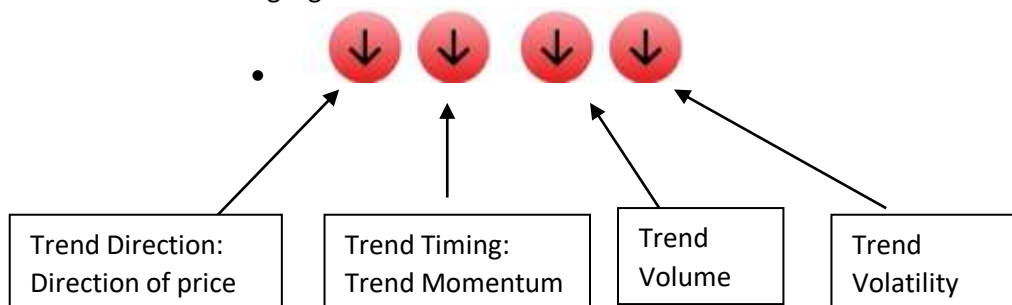 Trend Direction:
Direction of price
Trend Timing:
Trend Momentum
Trend
Volume
Trend
Volatility